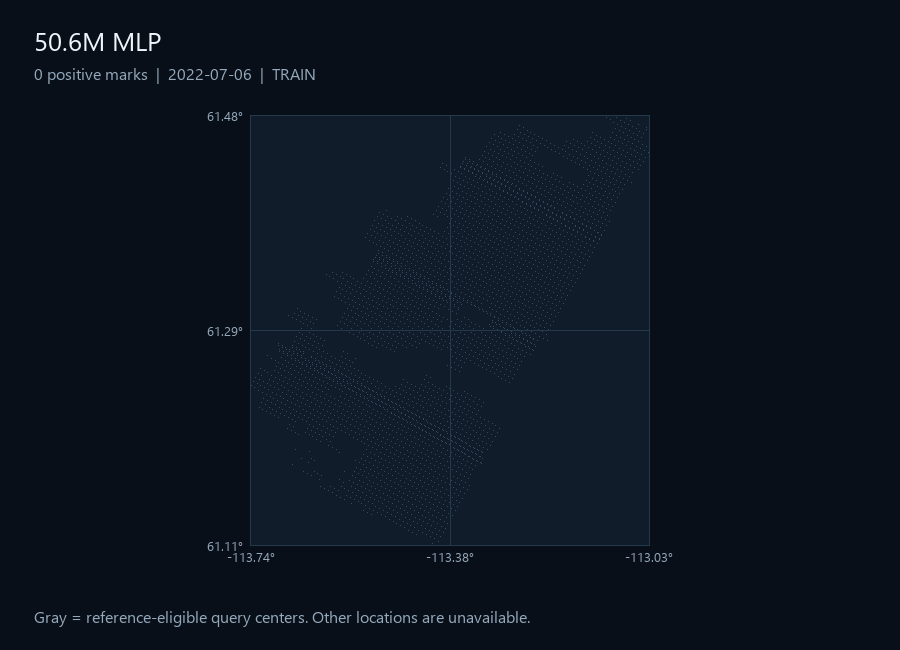 50.6M MLP
0 positive marks | 2022-07-06 | TRAIN
61.48°
61.29°
61.11°
-113.74°
-113.38°
-113.03°
Gray = reference-eligible query centers. Other locations are unavailable.